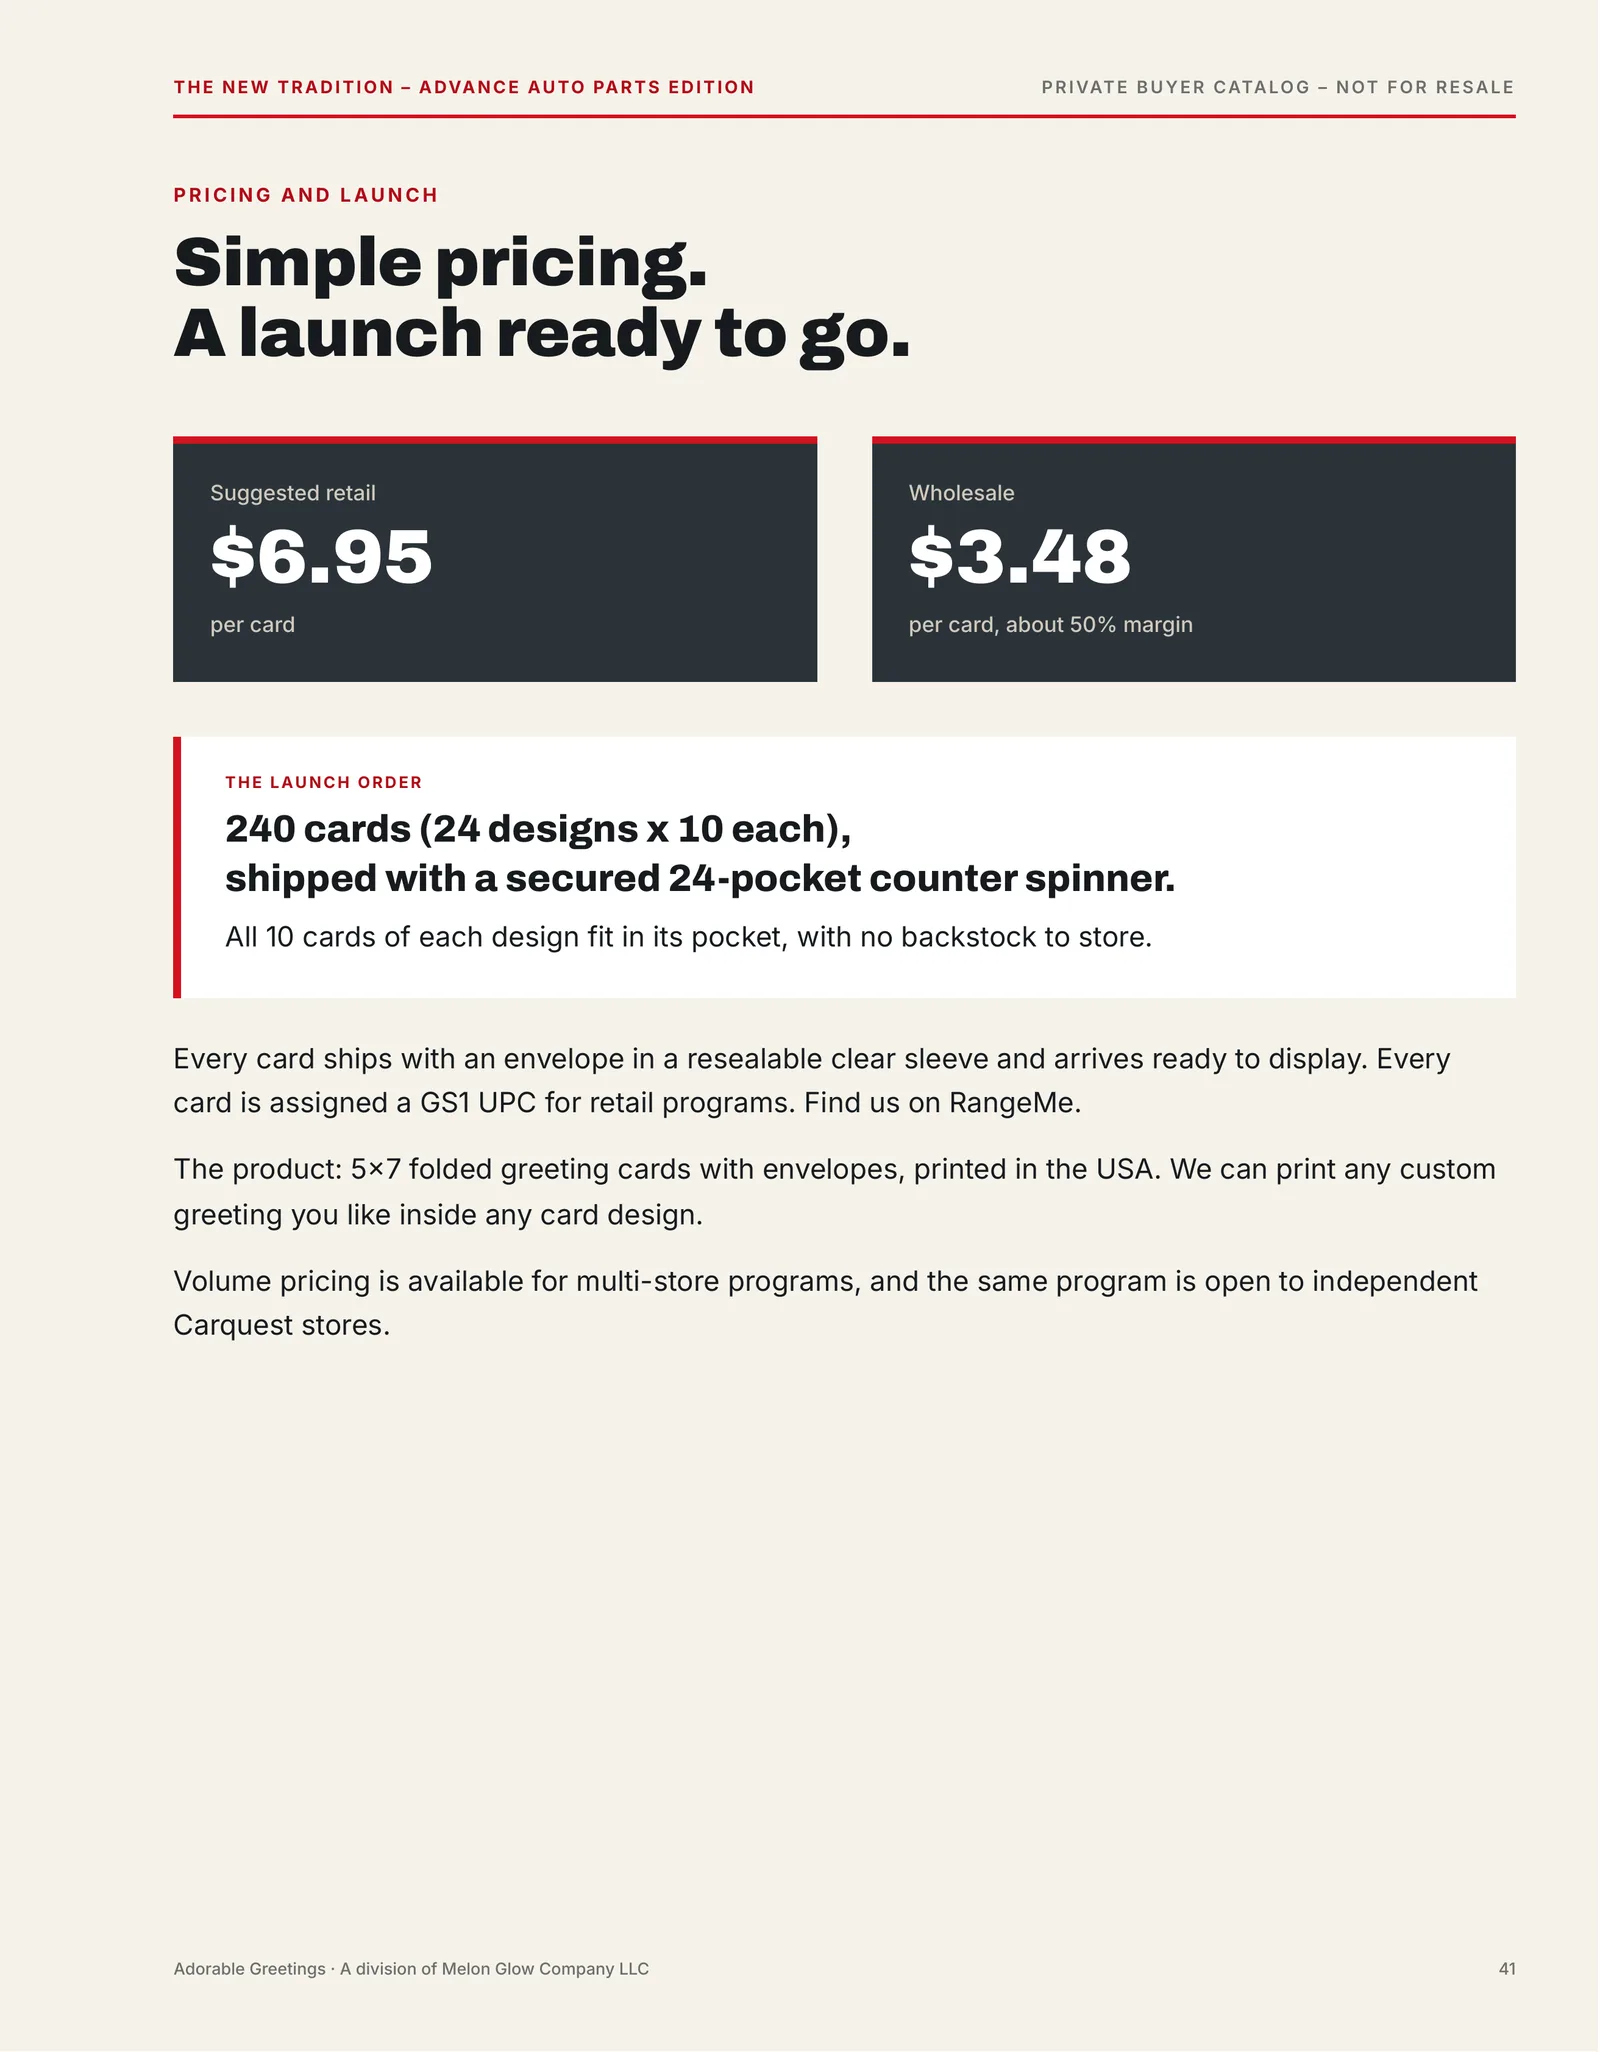 THE NEW TRADITION – ADVANCE AUTO PARTS EDITION
PRIVATE BUYER CATALOG – NOT FOR RESALE
PRICING AND LAUNCH
Simple pricing.
A launch ready to go.
Suggested retail
$6.95
per card
Wholesale
$3.48
per card, about 50% margin
THE LAUNCH ORDER
240 cards (24 designs x 10 each),
shipped with a secured 24-pocket counter spinner.
All 10 cards of each design fit in its pocket, with no backstock to store.
Every card ships with an envelope in a resealable clear sleeve and arrives ready to display. Every
card is assigned a GS1 UPC for retail programs. Find us on RangeMe.
The product: 5×7 folded greeting cards with envelopes, printed in the USA. We can print any custom
greeting you like inside any card design.
Volume pricing is available for multi-store programs, and the same program is open to independent
Carquest stores.
Adorable Greetings · A division of Melon Glow Company LLC
41